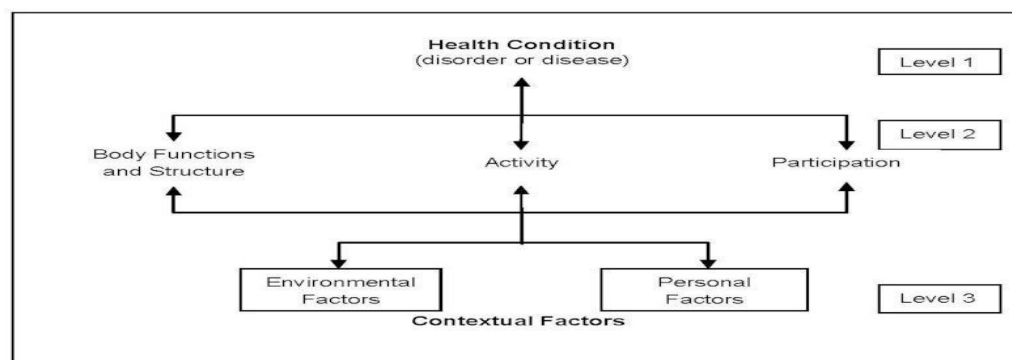 Health Condition
(disorder or disease)
Level 1
Level 2
Body Functions
and Structure
Activity
Participation
Environmental
Factors
Personal
Factors
Level 3
Contextual Factors